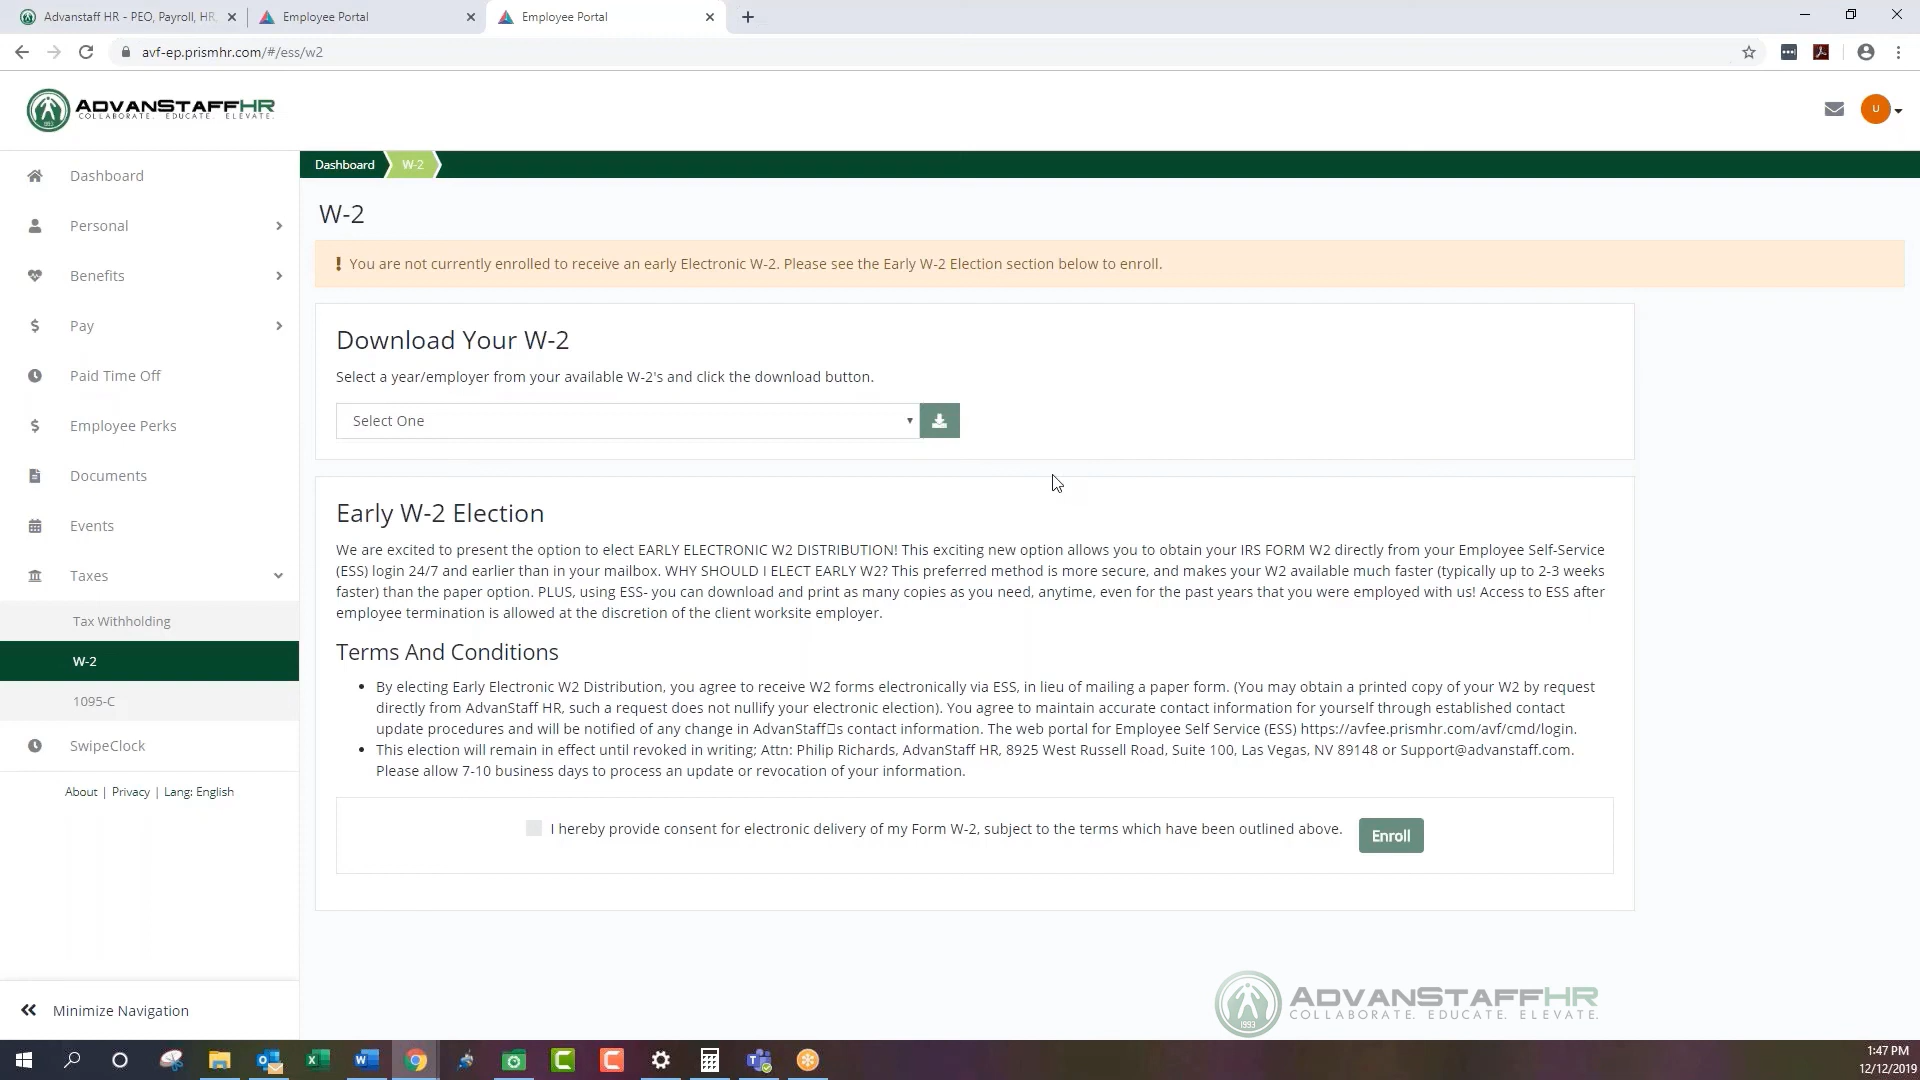 Advanstaff HR - PEO, Payroll, HR,
Employee Portal
Employee Portal
avf-ep.prismhr.com/#/ess/w2
ADVANSTAFFHR
COLLABORATE. EDUCATE. ELEVATE.
1993
U
Dashboard
W-2
Dashboard
Personal
Benefits
Pay
Paid Time Off
Employee Perks
Documents
Events
Taxes
Tax Withholding
W-2
1095-C
SwipeClock
About | Privacy | Lang: English
Minimize Navigation
W-2
! You are not currently enrolled to receive an early Electronic W-2. Please see the Early W-2 Election section below to enroll.
Download Your W-2
Select a year/employer from your available W-2's and click the download button.
Select One
Early W-2 Election
We are excited to present the option to elect EARLY ELECTRONIC W2 DISTRIBUTION! This exciting new option allows you to obtain your IRS FORM W2 directly from your Employee Self-Service
(ESS) login 24/7 and earlier than in your mailbox. WHY SHOULD I ELECT EARLY W2? This preferred method is more secure, and makes your W2 available much faster (typically up to 2-3 weeks
faster) than the paper option. PLUS, using ESS- you can download and print as many copies as you need, anytime, even for the past years that you were employed with us! Access to ESS after
employee termination is allowed at the discretion of the client worksite employer.
Terms And Conditions
• By electing Early Electronic W2 Distribution, you agree to receive W2 forms electronically via ESS, in lieu of mailing a paper form. (You may obtain a printed copy of your W2 by request
directly from AdvanStaff HR, such a request does not nullify your electronic election). You agree to maintain accurate contact information for yourself through established contact
update procedures and will be notified of any change in AdvanStaff□s contact information. The web portal for Employee Self Service (ESS) https://avfee.prismhr.com/avf/cmd/login.
• This election will remain in effect until revoked in writing; Attn: Philip Richards, AdvanStaff HR, 8925 West Russell Road, Suite 100, Las Vegas, NV 89148 or Support@advanstaff.com.
Please allow 7-10 business days to process an update or revocation of your information.
I hereby provide consent for electronic delivery of my Form W-2, subject to the terms which have been outlined above.
Enroll
1993
ADVANSTAFFHR
COLLABORATE. EDUCATE. ELEVATE.
1:47 PM
12/12/2019